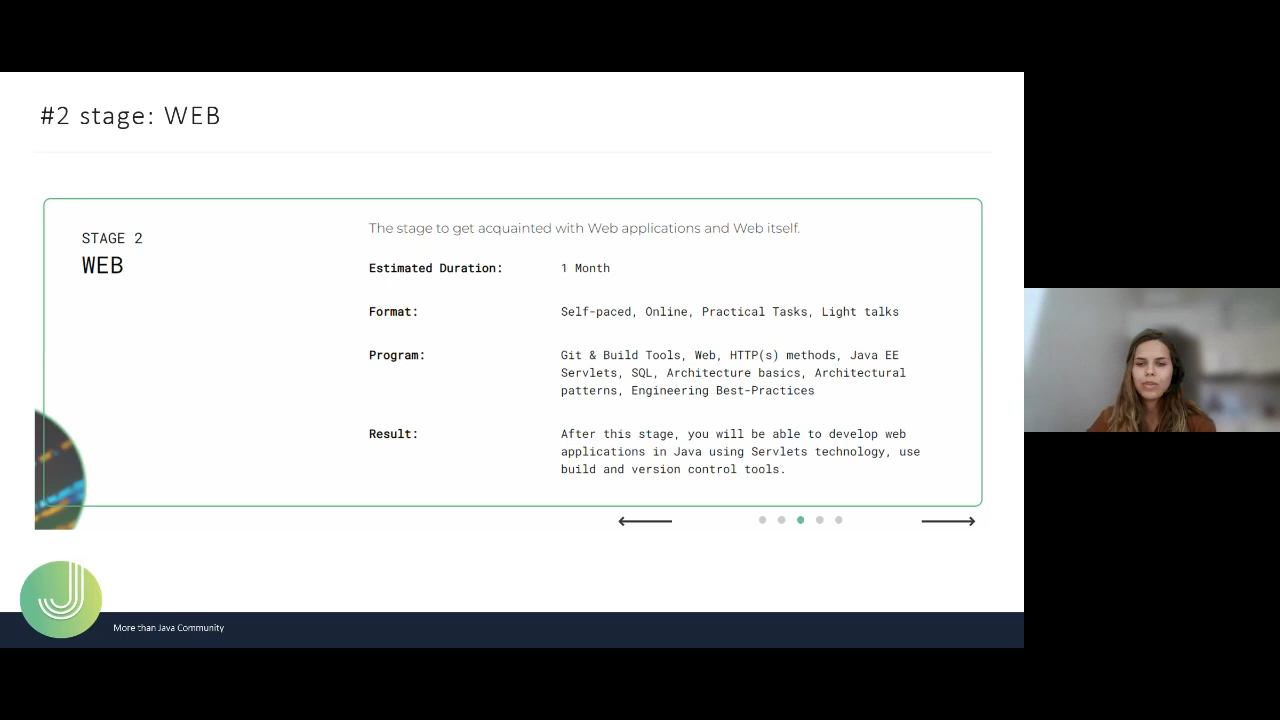 #2 stage: WEB
STAGE 2
WEB
The stage to get acquainted with Web applications and Web itself.
Estimated Duration: 1 Month
Format: Self-paced, Online, Practical Tasks, Light talks
Program: Git & Build Tools, Web, HTTP(s) methods, Java EE
Servlets, SQL, Architecture basics, Architectural
patterns, Engineering Best-Practices
Result: After this stage, you will be able to develop web
applications in Java using Servlets technology, use
build and version control tools.
J
More than Java Community